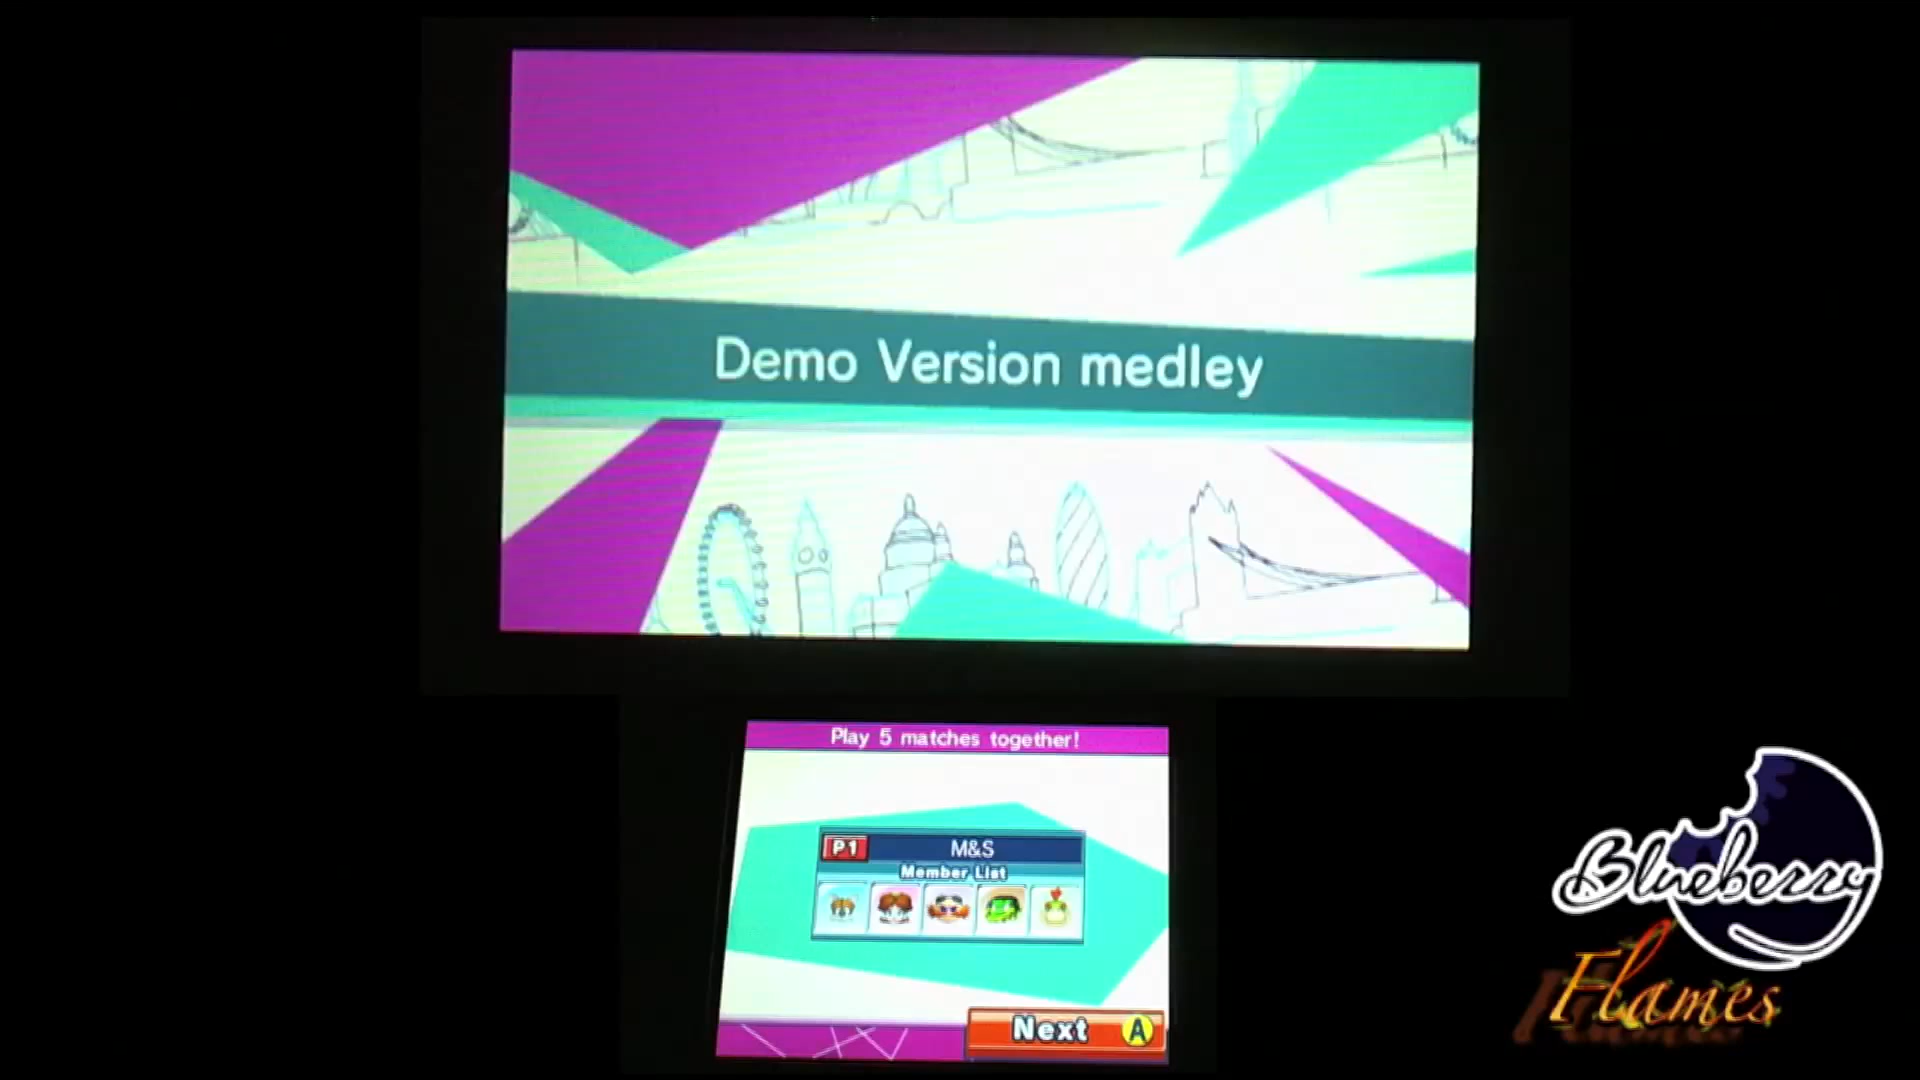 Demo Version medley
Play 5 matches together!
P1 M&S
Member List
Next A
Blueberry
Flames